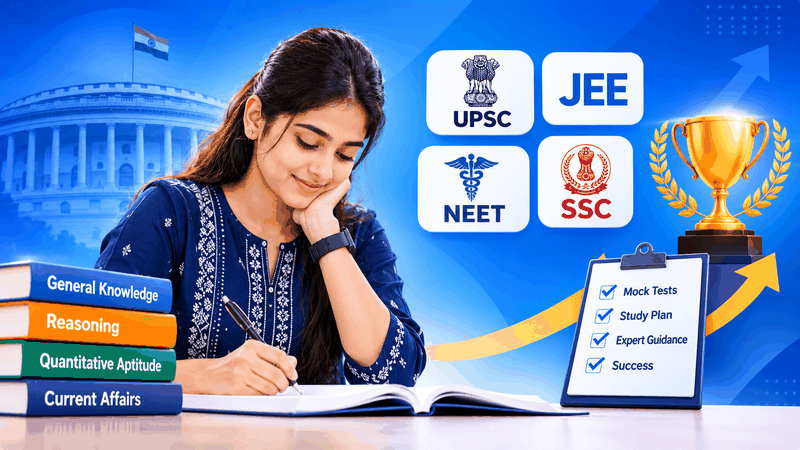 UPSC
JEE
NEET
SSC
General Knowledge
Reasoning
Quantitative Aptitude
Current Affairs
Mock Tests
Study Plan
Expert Guidance
Success